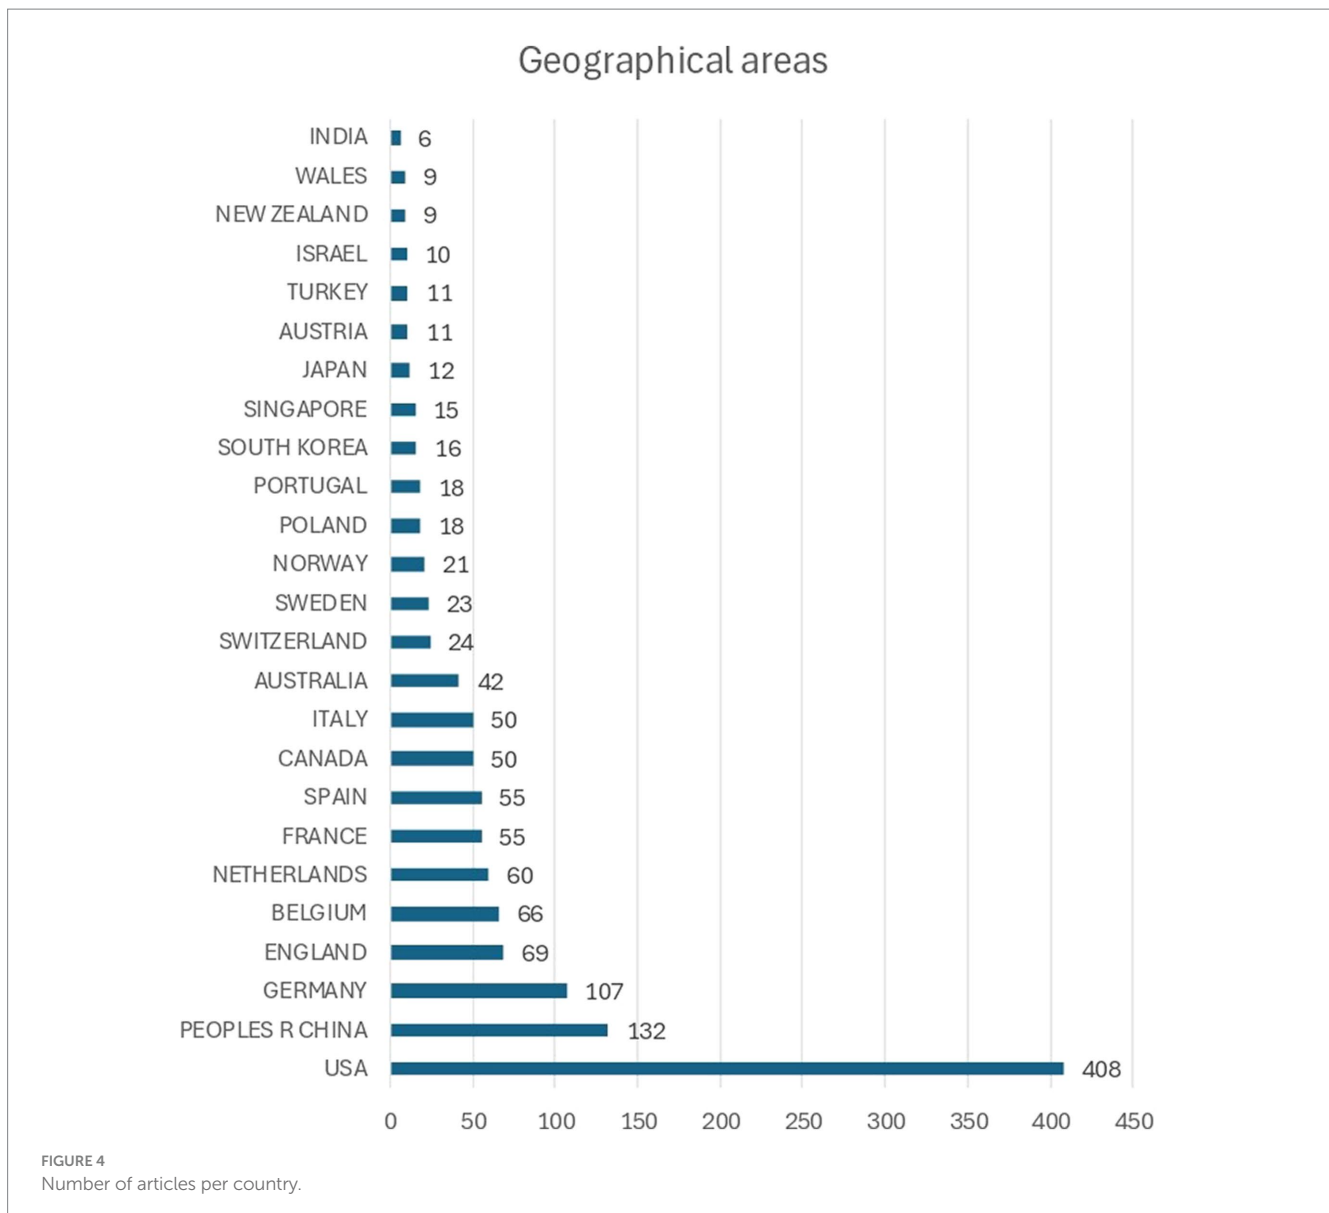 Geographical areas
INDIA 6
WALES 9
NEW ZEALAND 9
ISRAEL 10
TURKEY 11
AUSTRIA 11
JAPAN 12
SINGAPORE 15
SOUTH KOREA 16
PORTUGAL 18
POLAND 18
NORWAY 21
SWEDEN 23
SWITZERLAND 24
AUSTRALIA 42
ITALY 50
CANADA 50
SPAIN 55
FRANCE 55
NETHERLANDS 60
BELGIUM 66
ENGLAND 69
GERMANY 107
PEOPLES R CHINA 132
USA 408
0 50 100 150 200 250 300 350 400 450
FIGURE 4
Number of articles per country.